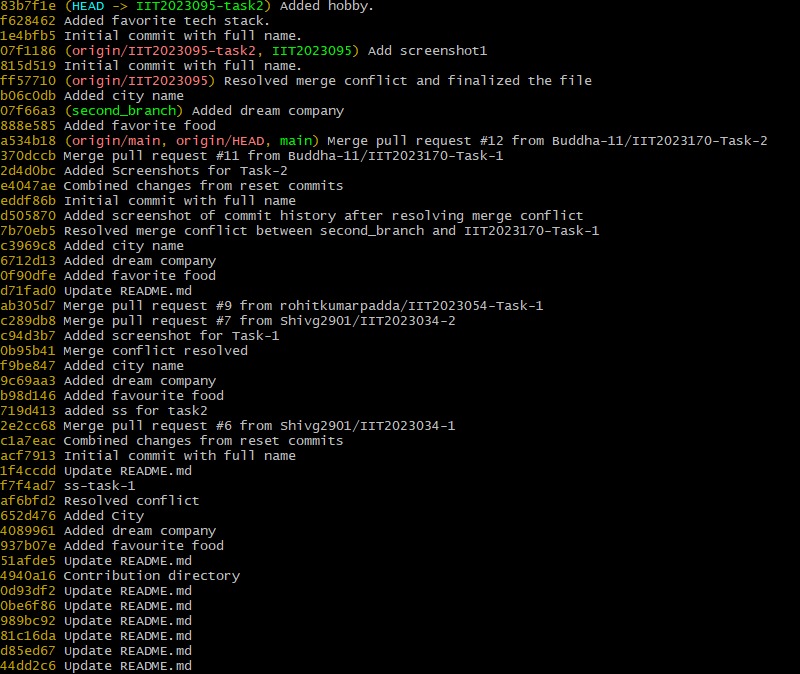 83b7f1e (HEAD -> IIT2023095-task2) Added hobby.
f628462 Added favorite tech stack.
1e4bfb5 Initial commit with full name.
07f1186 (origin/IIT2023095-task2, IIT2023095) Add screenshot1
815d519 Initial commit with full name.
ff57710 (origin/IIT2023095) Resolved merge conflict and finalized the file
b06c0db Added city name
07f66a3 (second_branch) Added dream company
888e585 Added favorite food
a534b18 (origin/main, origin/HEAD, main) Merge pull request #12 from Buddha-11/IIT2023170-Task-2
370dccb Merge pull request #11 from Buddha-11/IIT2023170-Task-1
2d4d0bc Added Screenshots for Task-2
e4047ae Combined changes from reset commits
eddf86b Initial commit with full name
d505870 Added screenshot of commit history after resolving merge conflict
7b70eb5 Resolved merge conflict between second_branch and IIT2023170-Task-1
c3969c8 Added city name
6712d13 Added dream company
0f90dfe Added favorite food
d71fad0 Update README.md
ab305d7 Merge pull request #9 from rohitkumarpadda/IIT2023054-Task-1
c289db8 Merge pull request #7 from Shivg2901/IIT2023034-2
c94d3b7 Added screenshot for Task-1
0b95b41 Merge conflict resolved
f9be847 Added city name
9c69aa3 Added dream company
b98d146 Added favourite food
719d413 added ss for task2
2e2cc68 Merge pull request #6 from Shivg2901/IIT2023034-1
c1a7eac Combined changes from reset commits
acf7913 Initial commit with full name
1f4ccdd Update README.md
f7f4ad7 ss-task-1
af6bfd2 Resolved conflict
652d476 Added City
4089961 Added dream company
937b07e Added favourite food
51afde5 Update README.md
4940a16 Contribution directory
0d93df2 Update README.md
0be6f86 Update README.md
989bc92 Update README.md
81c16da Update README.md
d85ed67 Update README.md
44dd2c6 Update README.md